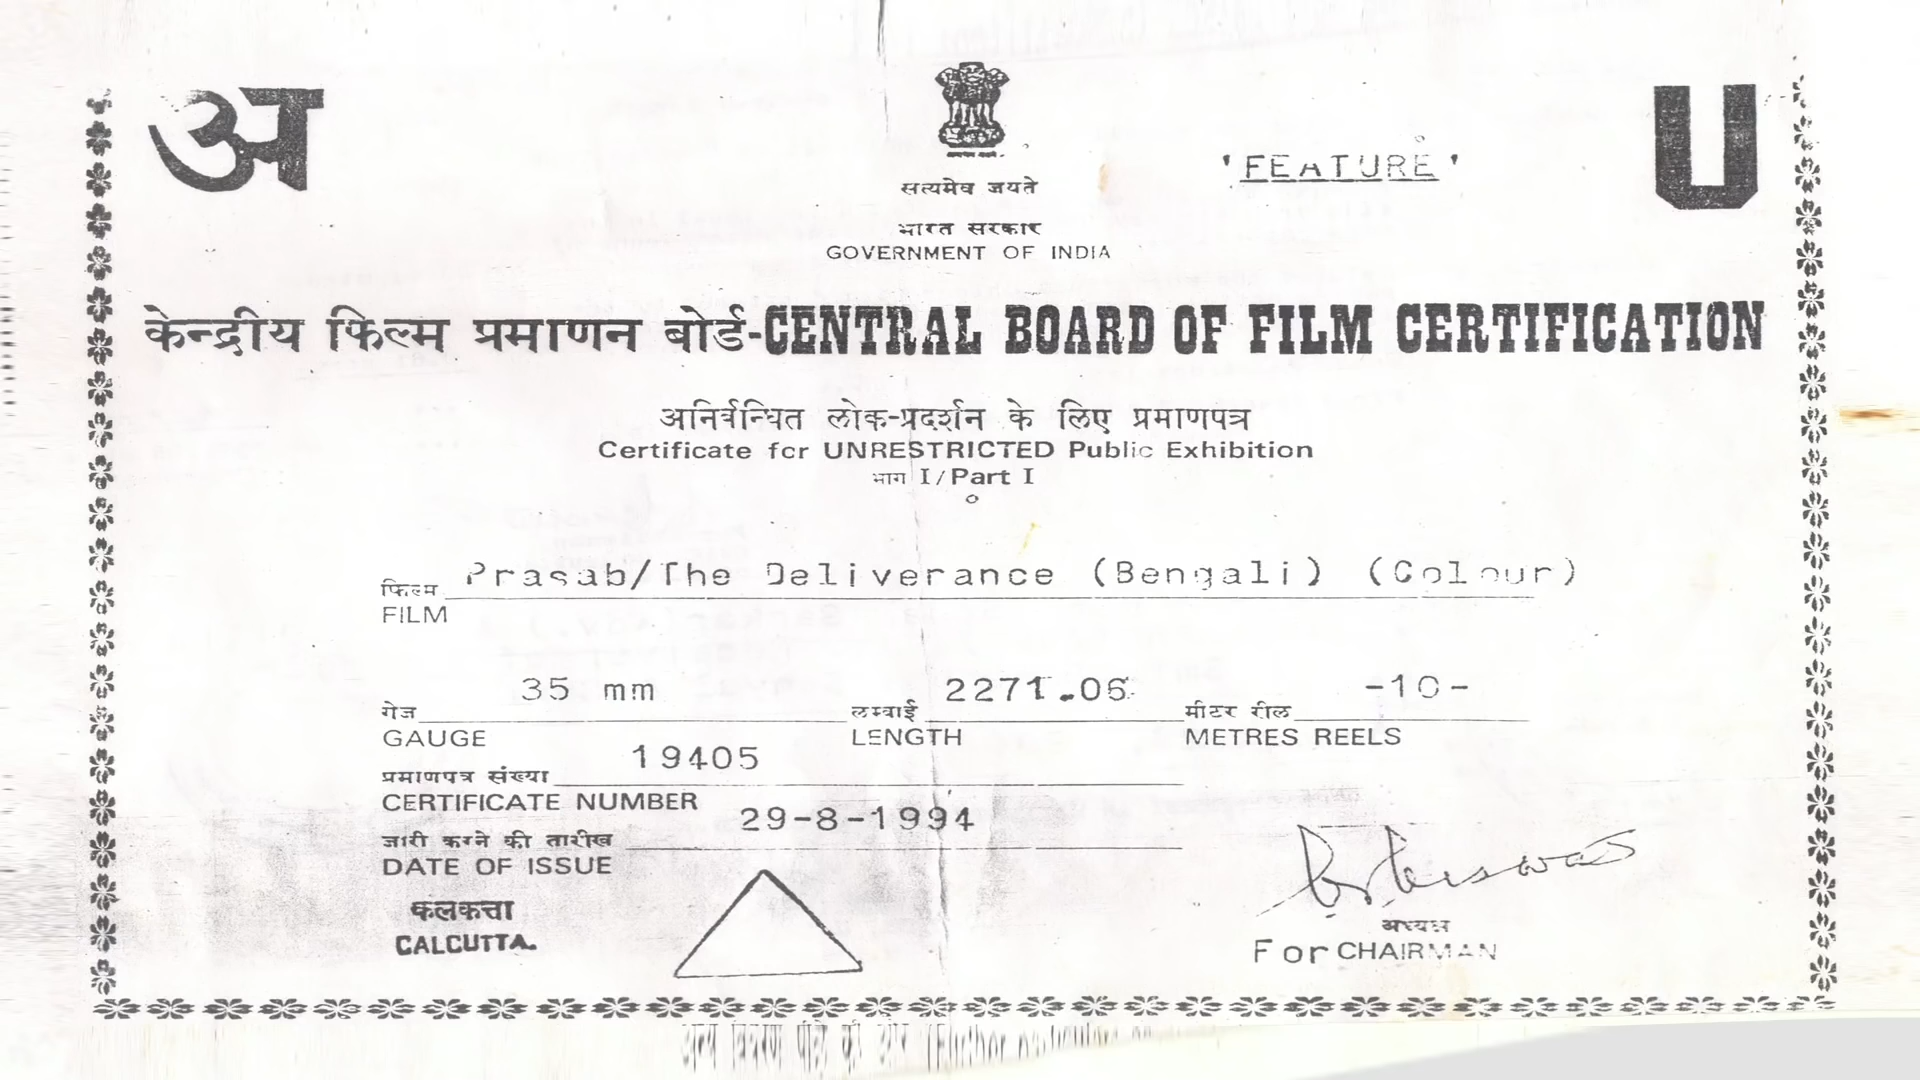 अ
U
'FEATURE'
सत्यमेव जयते
भारत सरकार
GOVERNMENT OF INDIA
केन्द्रीय फिल्म प्रमाणन बोर्ड-CENTRAL BOARD OF FILM CERTIFICATION
अनिर्बन्धित लोक-प्रदर्शन के लिए प्रमाणपत्र
Certificate for UNRESTRICTED Public Exhibition
भाग I/Part I
फिल्म Prasab/The Deliverance (Bengali) (Colour)
FILM
गेज 35 mm लम्बाई 2271.06 मीटर रील -10-
GAUGE LENGTH METRES REELS
प्रमाणपत्र संख्या 19405
CERTIFICATE NUMBER
जारी करने की तारीख 29-8-1994
DATE OF ISSUE
कलकत्ता
CALCUTTA.
Biswas
अध्यक्ष
For CHAIRMAN